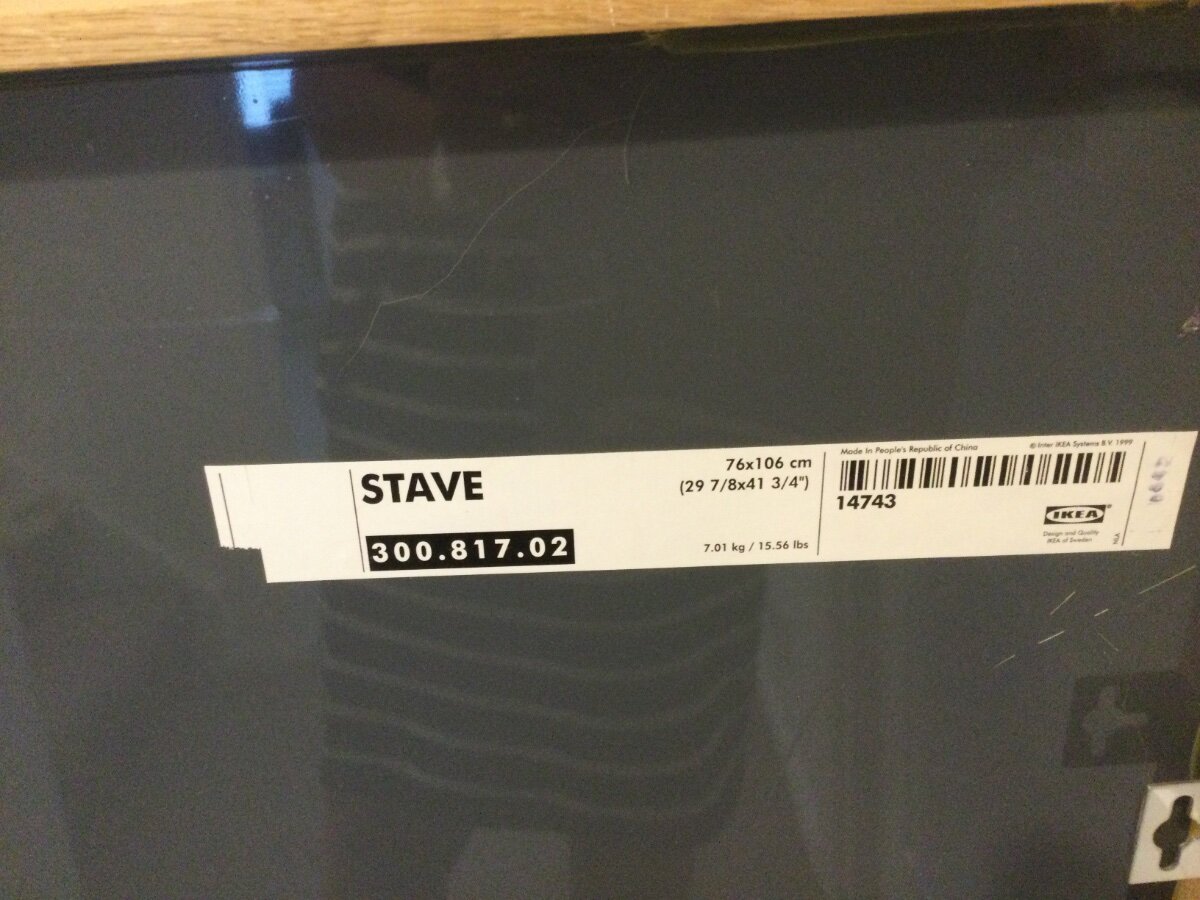 STAVE
300.817.02
76x106 cm
(29 7/8x41 3/4")
7.01 kg / 15.56 lbs
Made In People's Republic of China
© Inter IKEA Systems B.V. 1999
14743
IKEA®
Design and Quality
IKEA of Sweden
NLA